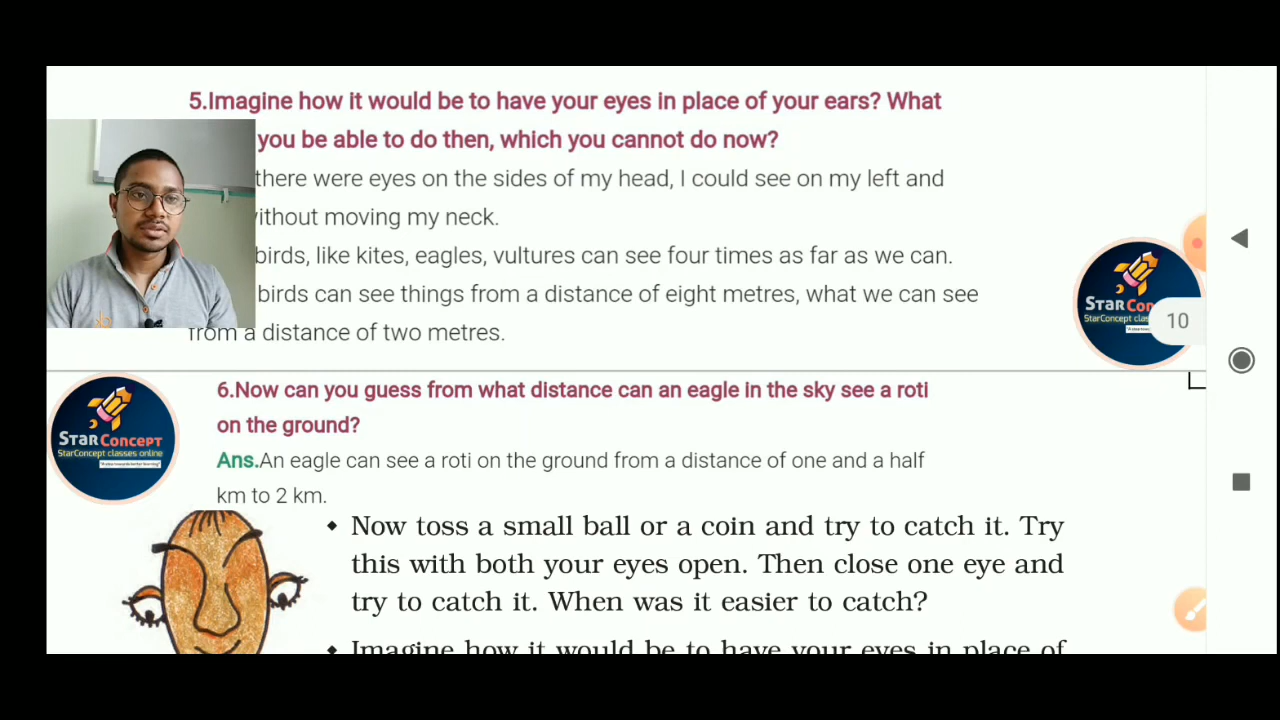 5.Imagine how it would be to have your eyes in place of your ears? What
you be able to do then, which you cannot do now?
there were eyes on the sides of my head, I could see on my left and
without moving my neck.
birds, like kites, eagles, vultures can see four times as far as we can.
birds can see things from a distance of eight metres, what we can see
from a distance of two metres.
STARCON
StarConcept
10
6.Now can you guess from what distance can an eagle in the sky see a roti
on the ground?
STARCONCEPT
StarConcept classes online
Ans.An eagle can see a roti on the ground from a distance of one and a half
km to 2 km.
◆ Now toss a small ball or a coin and try to catch it. Try
this with both your eyes open. Then close one eye and
try to catch it. When was it easier to catch?
◆ Imagine how it would be to have your eyes in place of